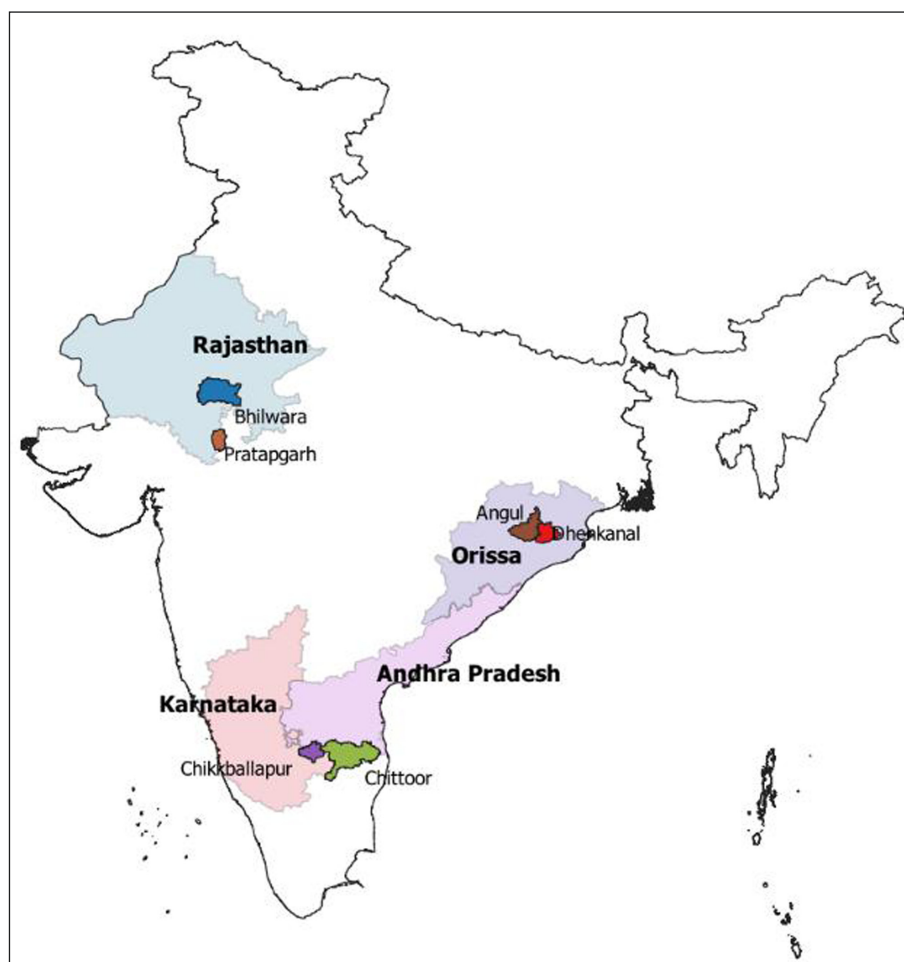 Rajasthan
Bhilwara
Pratapgarh
Angul
Dhenkanal
Orissa
Andhra Pradesh
Karnataka
Chikkballapur
Chittoor